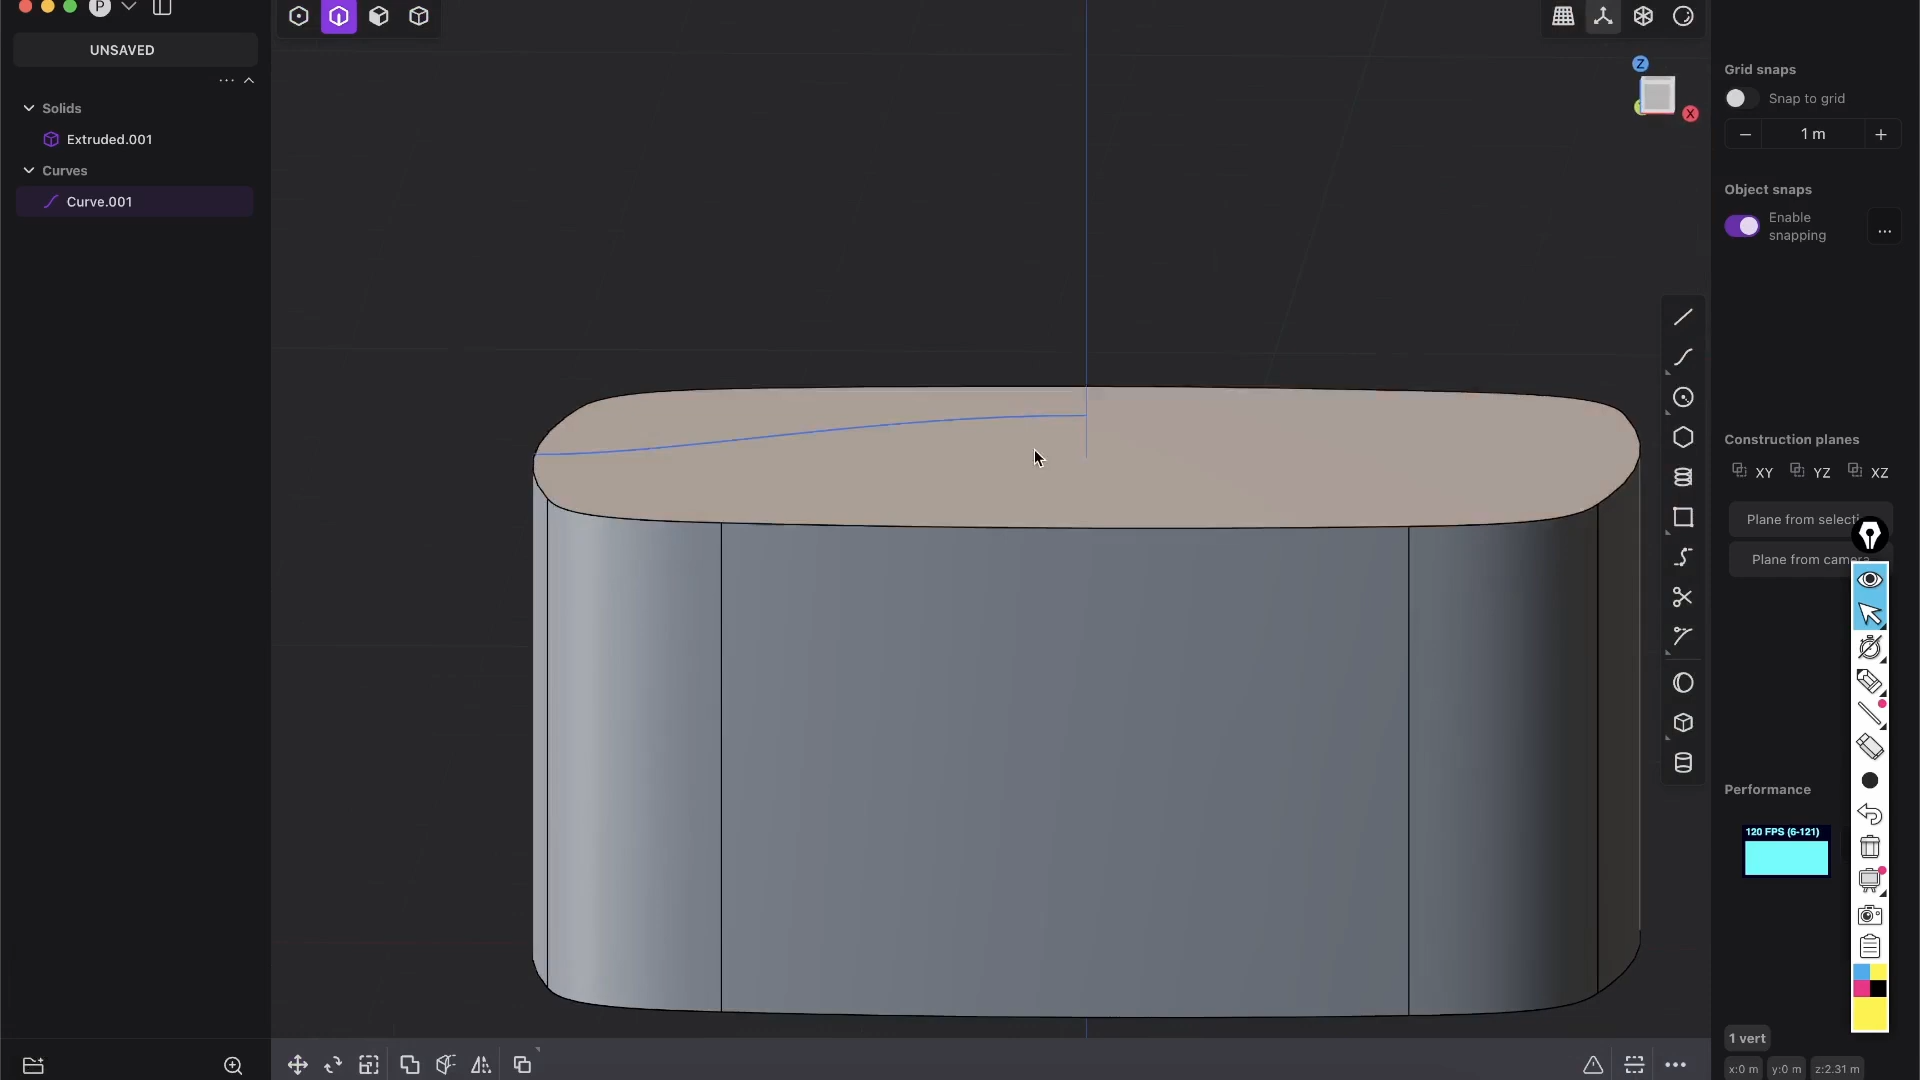 P
UNSAVED
...
Solids
Extruded.001
Curves
Curve.001
Z
X
Grid snaps
Snap to grid
1 m
Object snaps
Enable
snapping
...
Construction planes
XY YZ XZ
Plane from selecti
Plane from camera
Performance
120 FPS (6-121)
1 vert
x:0 m y:0 m z:2.31 m